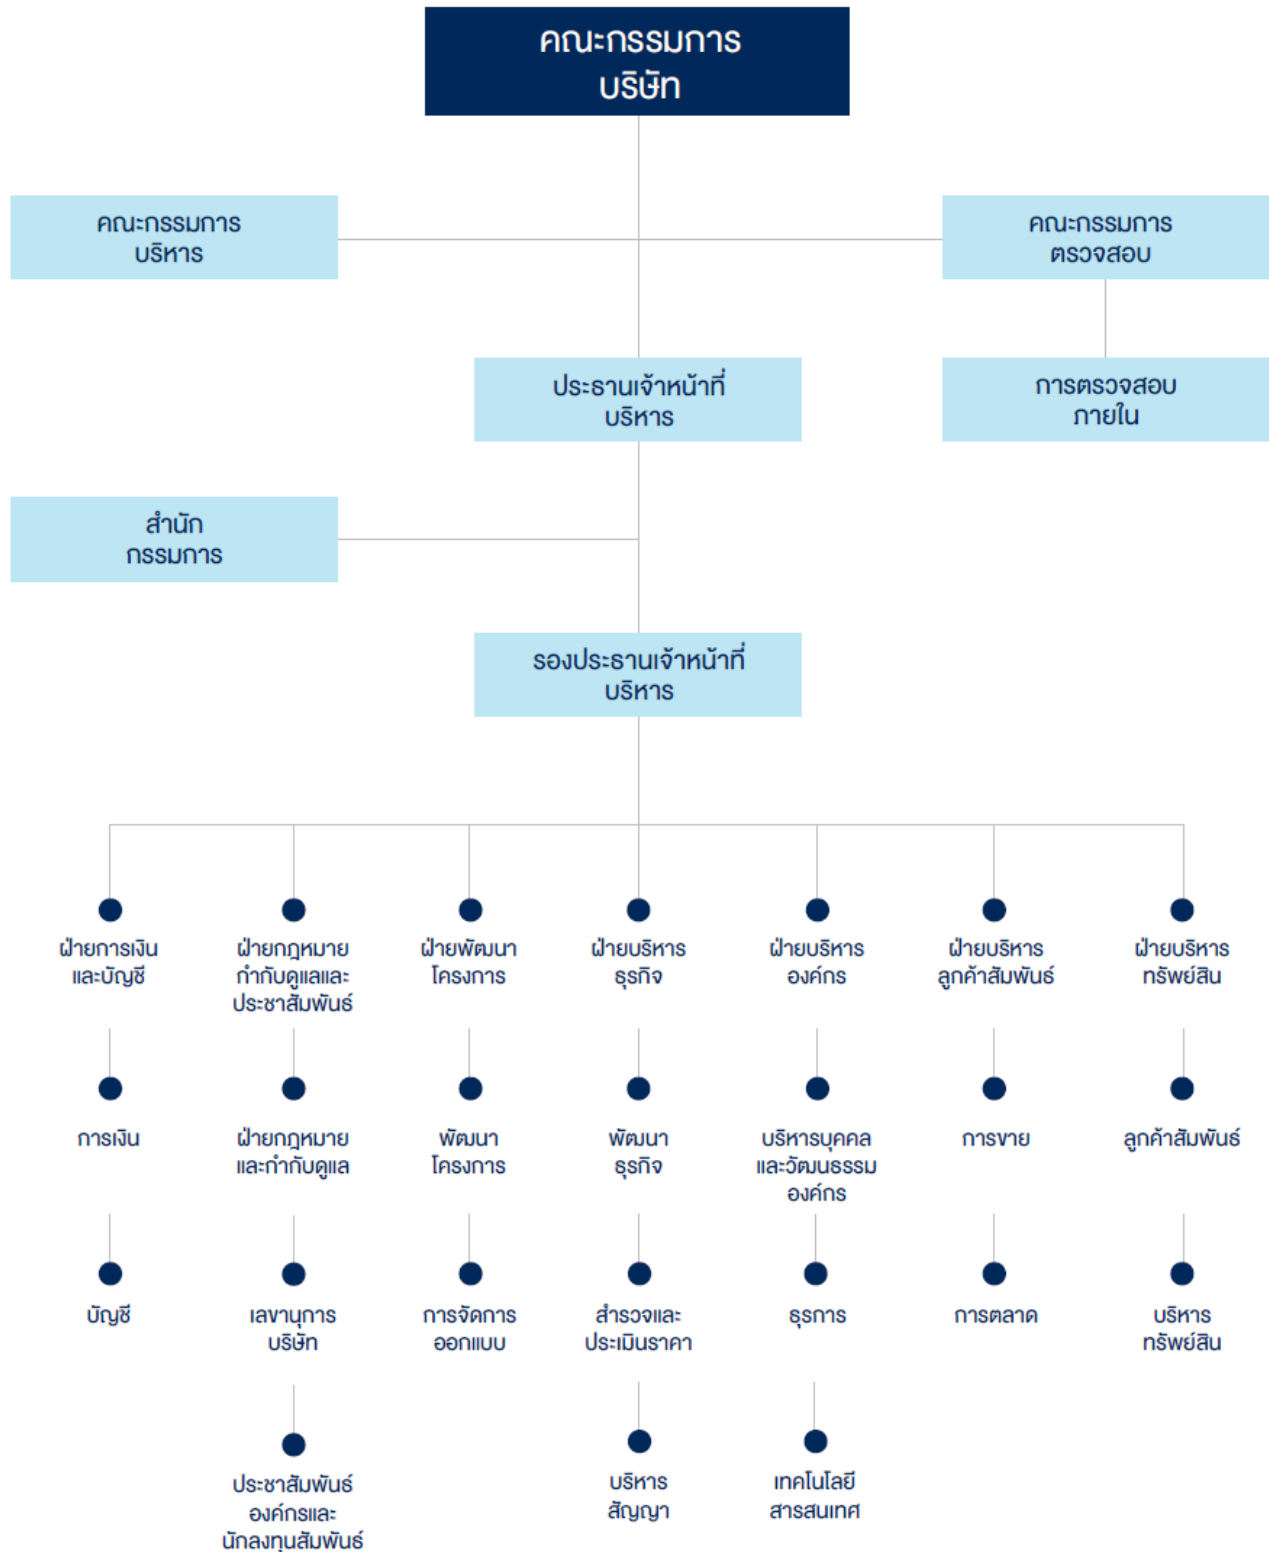 คณะกรรมการ
บริษัท
คณะกรรมการ
บริหาร
คณะกรรมการ
ตรวจสอบ
ประธานเจ้าหน้าที่
บริหาร
การตรวจสอบ
ภายใน
สำนัก
กรรมการ
รองประธานเจ้าหน้าที่
บริหาร
ฝ่ายการเงิน
และบัญชี
ฝ่ายกฎหมาย
กำกับดูแลและ
ประชาสัมพันธ์
ฝ่ายพัฒนา
โครงการ
ฝ่ายบริหาร
ธุรกิจ
ฝ่ายบริหาร
องค์กร
ฝ่ายบริหาร
ลูกค้าสัมพันธ์
ฝ่ายบริหาร
ทรัพย์สิน
การเงิน
ฝ่ายกฎหมาย
และกำกับดูแล
พัฒนา
โครงการ
พัฒนา
ธุรกิจ
บริหารบุคคล
และวัฒนธรรม
องค์กร
การขาย
ลูกค้าสัมพันธ์
บัญชี
เลขานุการ
บริษัท
การจัดการ
ออกแบบ
สำรวจและ
ประเมินราคา
ธุรการ
การตลาด
บริหาร
ทรัพย์สิน
ประชาสัมพันธ์
องค์กรและ
นักลงทุนสัมพันธ์
บริหาร
สัญญา
เทคโนโลยี
สารสนเทศ